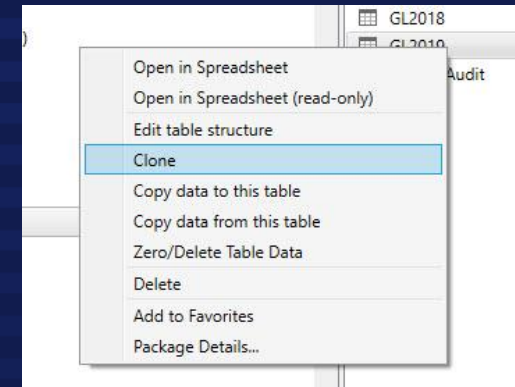 )
GL2018
GL2019
Audit
Open in Spreadsheet
Open in Spreadsheet (read-only)
Edit table structure
Clone
Copy data to this table
Copy data from this table
Zero/Delete Table Data
Delete
Add to Favorites
Package Details...